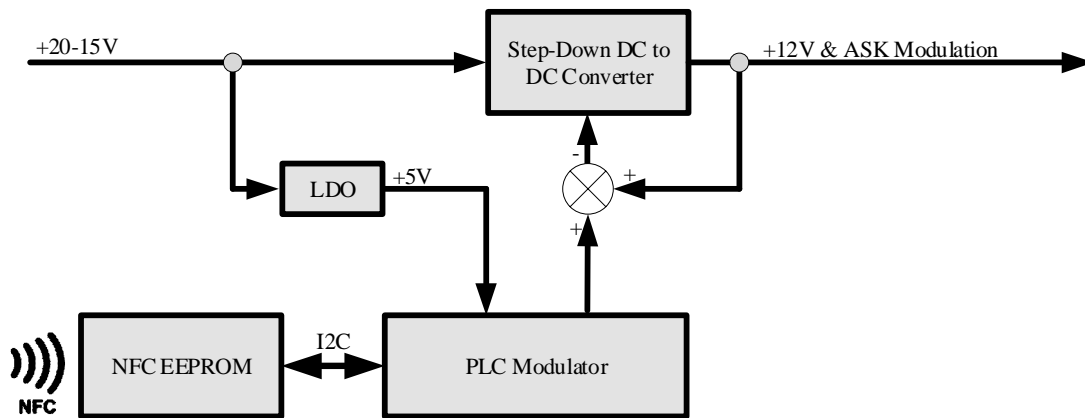 +20-15V
Step-Down DC to
DC Converter
+12V & ASK Modulation
-
+
+
LDO
+5V
NFC EEPROM
I2C
PLC Modulator
NFC